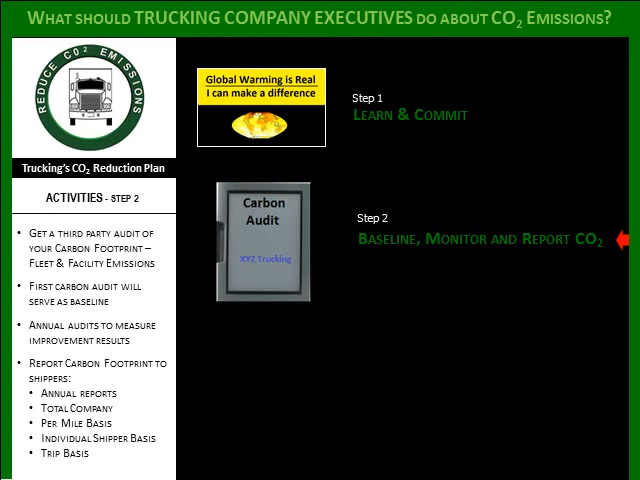 WHAT SHOULD TRUCKING COMPANY EXECUTIVES DO ABOUT CO2 EMISSIONS?
REDUCE CO2 EMISSIONS
Trucking's CO2 Reduction Plan
ACTIVITIES - STEP 2
• GET A THIRD PARTY AUDIT OF
YOUR CARBON FOOTPRINT –
FLEET & FACILITY EMISSIONS
• FIRST CARBON AUDIT WILL
SERVE AS BASELINE
• ANNUAL AUDITS TO MEASURE
IMPROVEMENT RESULTS
• REPORT CARBON FOOTPRINT TO
SHIPPERS:
• ANNUAL REPORTS
• TOTAL COMPANY
• PER MILE BASIS
• INDIVIDUAL SHIPPER BASIS
• TRIP BASIS
Global Warming is Real
I can make a difference
Step 1
LEARN & COMMIT
Carbon
Audit
XYZ Trucking
Step 2
BASELINE, MONITOR AND REPORT CO2